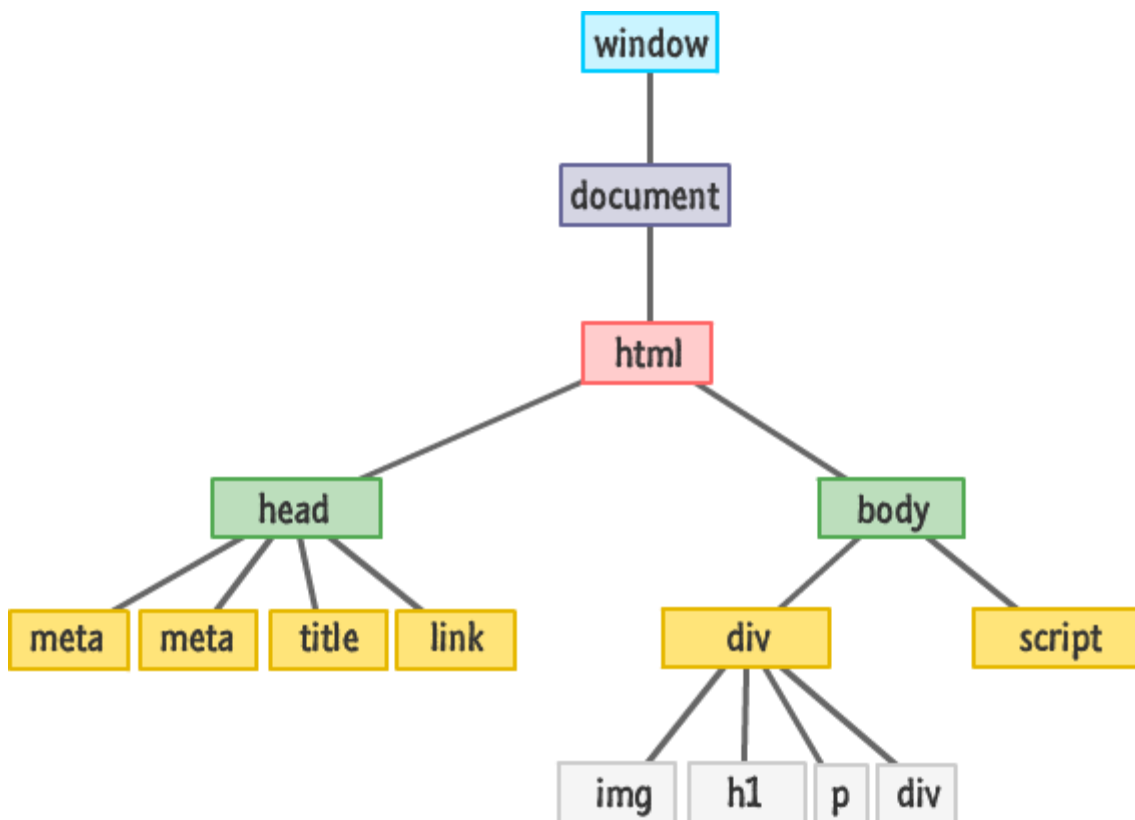 window
document
html
head
body
meta
meta
title
link
div
script
img
h1
p
div